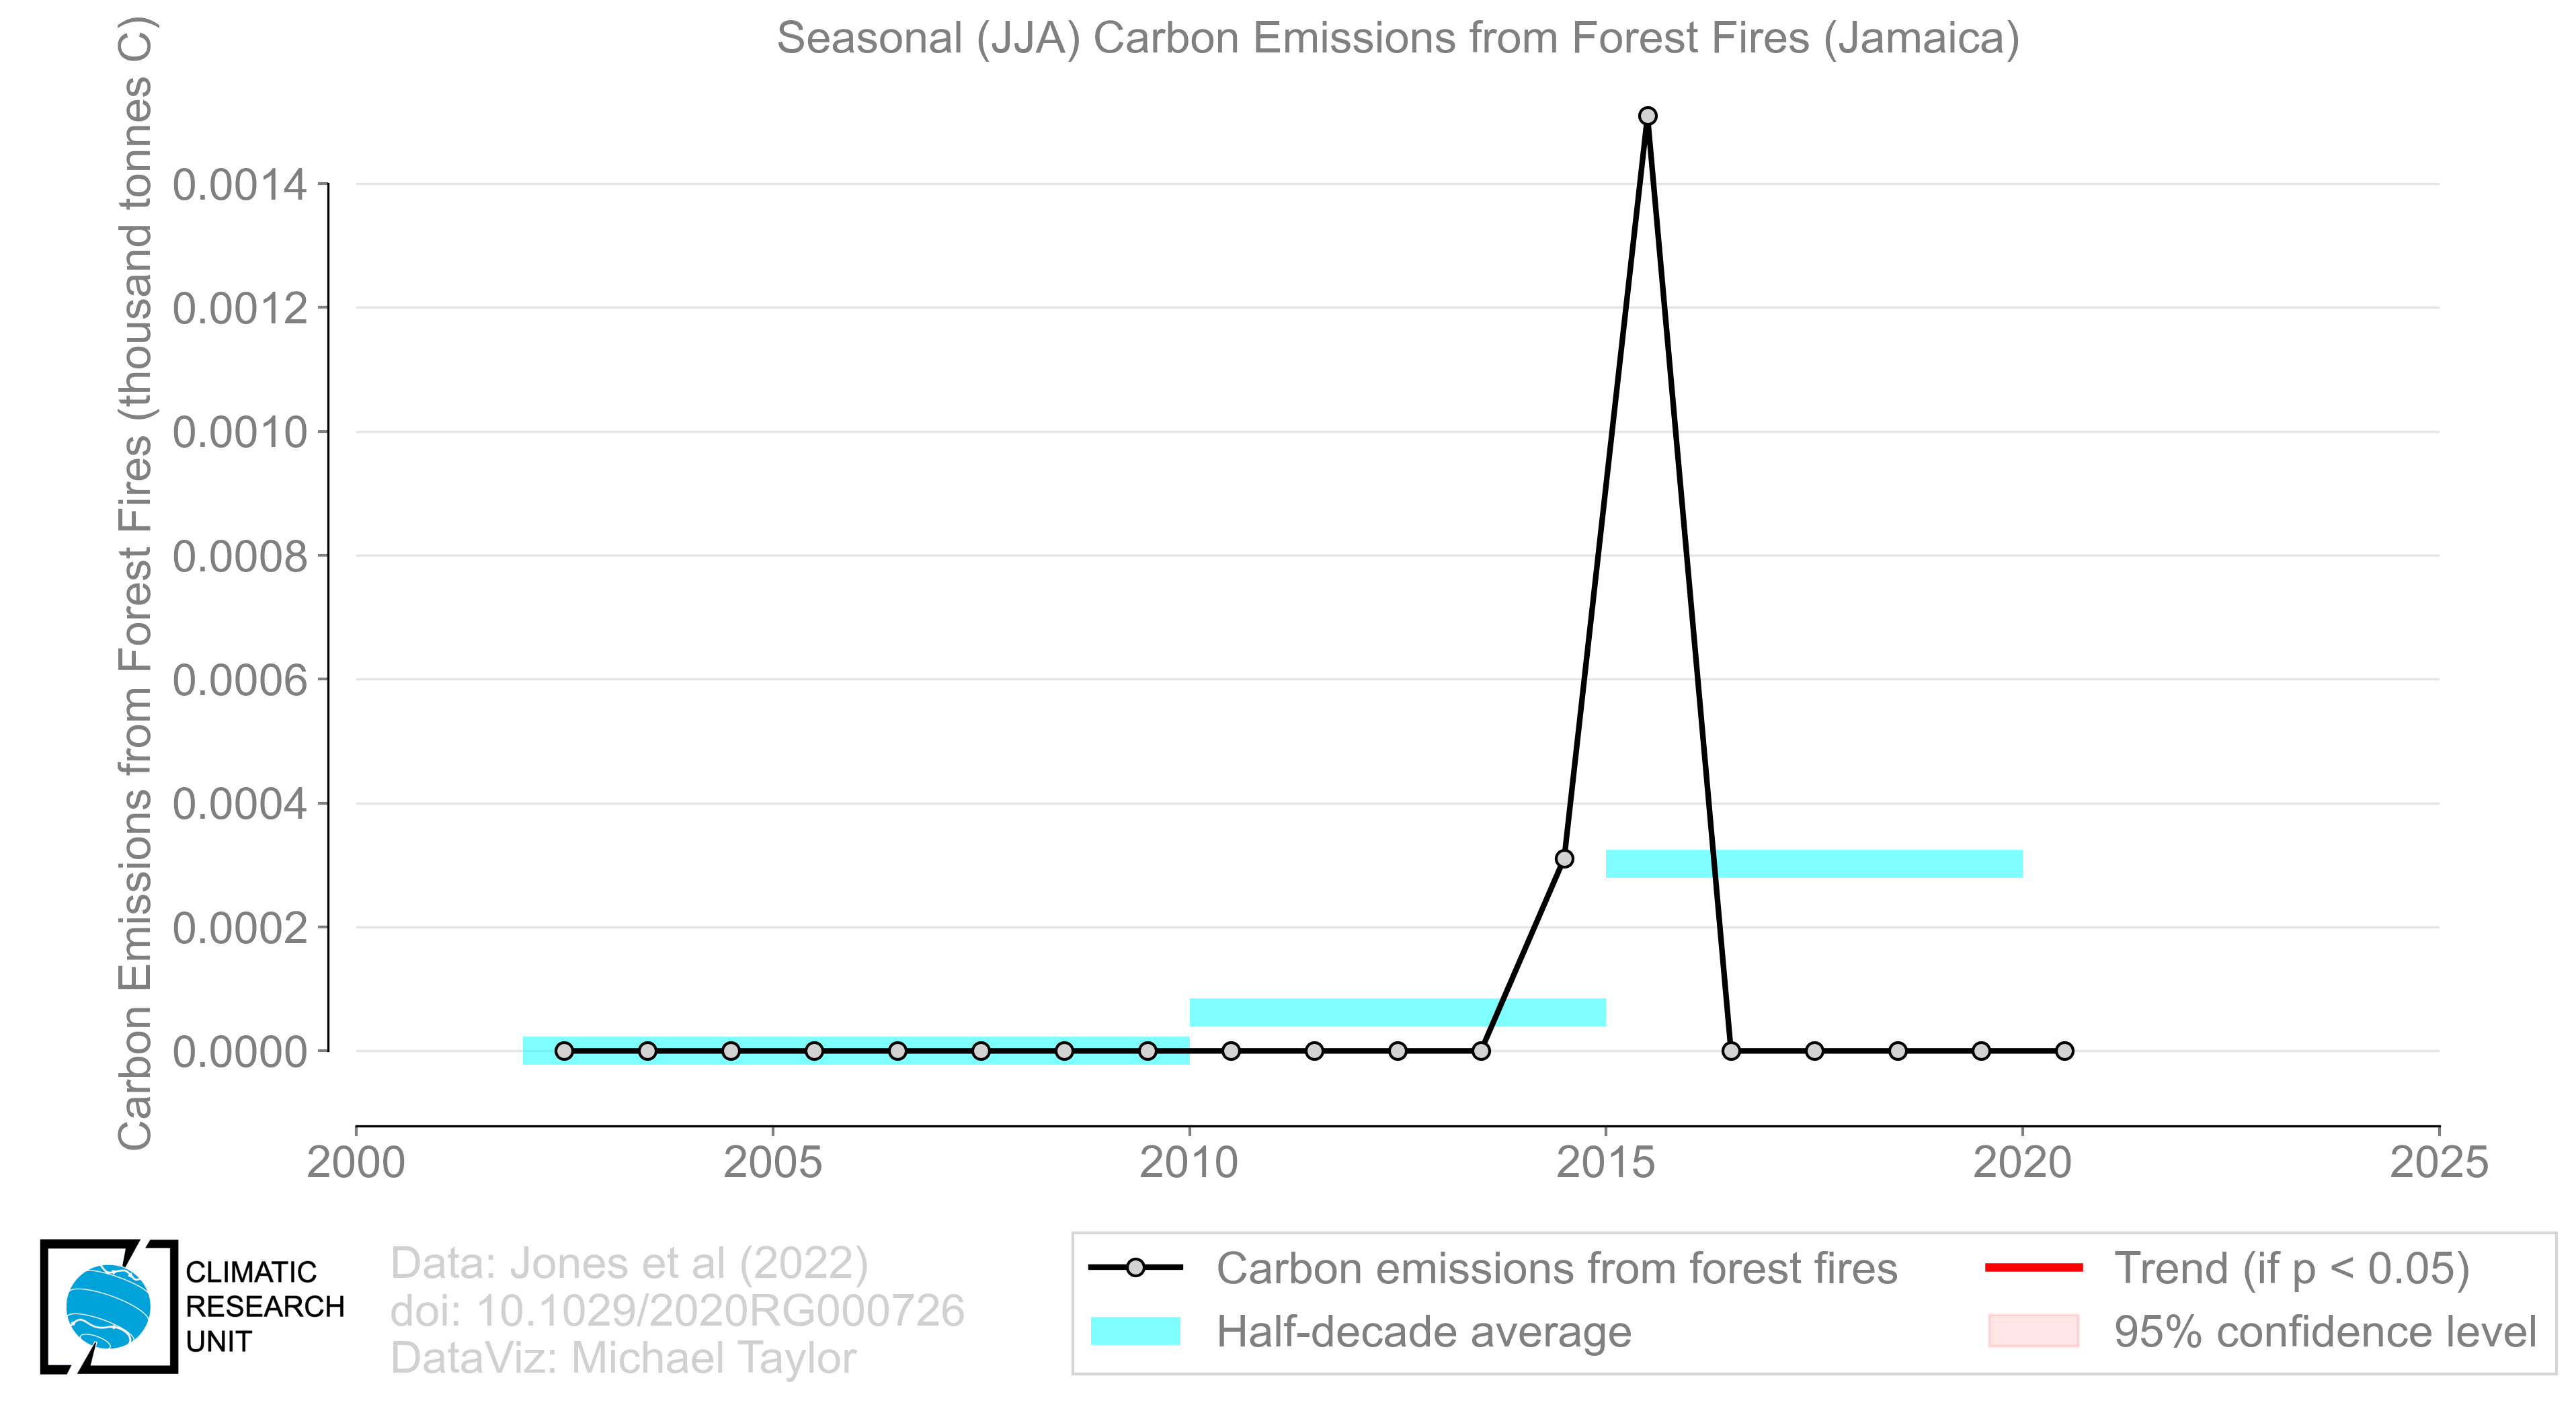 Seasonal (JJA) Carbon Emissions from Forest Fires (Jamaica)
Carbon Emissions from Forest Fires (thousand tonnes C)
0.0014
0.0012
0.0010
0.0008
0.0006
0.0004
0.0002
0.0000
2000 2005 2010 2015 2020 2025
CLIMATIC
RESEARCH
UNIT
Data: Jones et al (2022)
doi: 10.1029/2020RG000726
DataViz: Michael Taylor
Carbon emissions from forest fires
Half-decade average
Trend (if p < 0.05)
95% confidence level